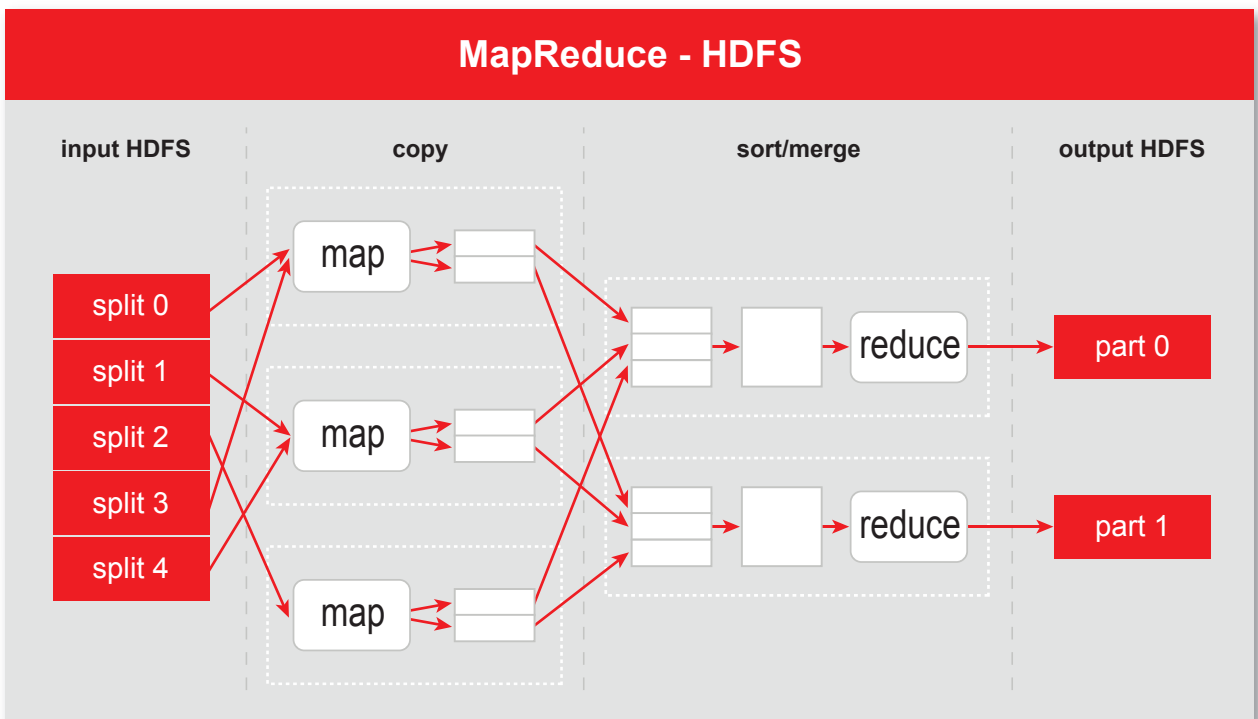 MapReduce - HDFS
input HDFS
copy
sort/merge
output HDFS
split 0
split 1
split 2
split 3
split 4
map
map
map
reduce
reduce
part 0
part 1